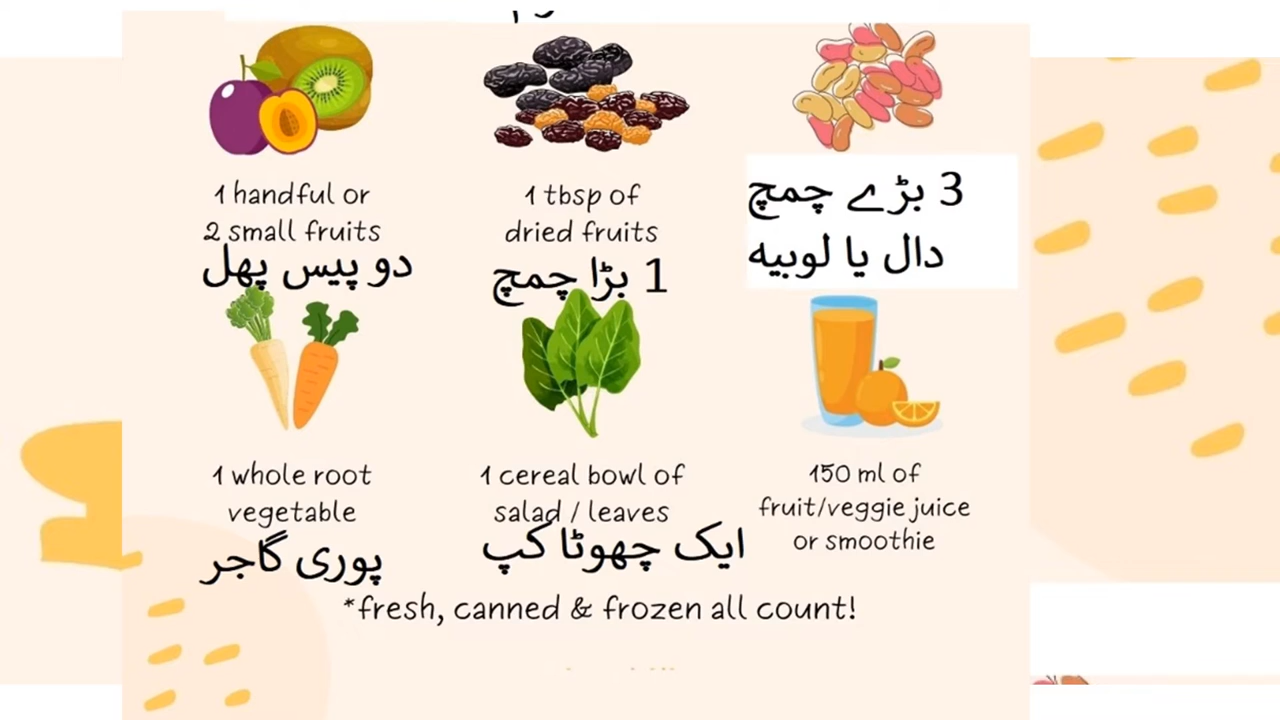 1 handful or
2 small fruits
دو پیس پھل
1 tbsp of
dried fruits
1 بڑا چمچ
3 بڑے چمچ
دال یا لوبیہ
1 whole root
vegetable
پوری گاجر
1 cereal bowl of
salad / leaves
ایک چھوٹا کپ
150 ml of
fruit/veggie juice
or smoothie
*fresh, canned & frozen all count!